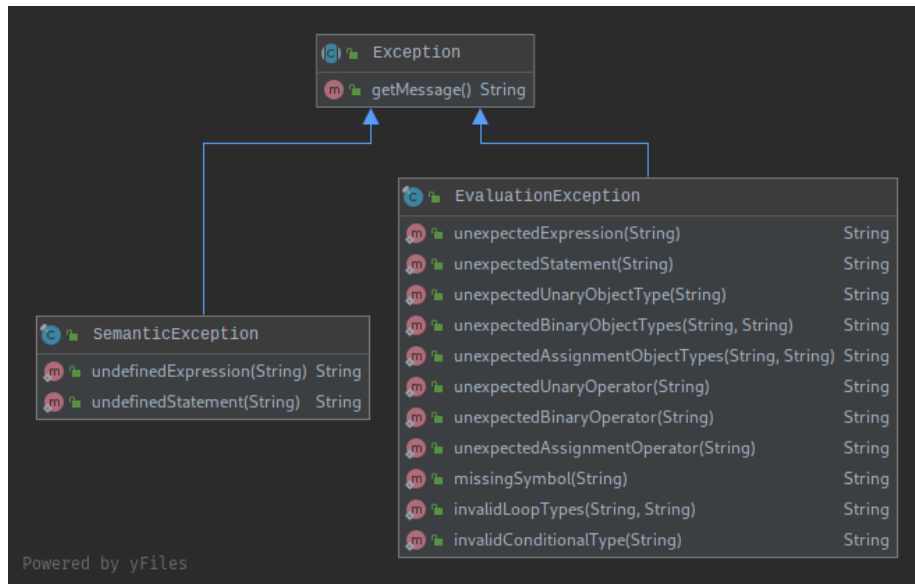 Exception
getMessage() String
EvaluationException
unexpectedExpression(String) String
unexpectedStatement(String) String
unexpectedUnaryObjectType(String) String
unexpectedBinaryObjectTypes(String, String) String
unexpectedAssignmentObjectTypes(String, String) String
unexpectedUnaryOperator(String) String
unexpectedBinaryOperator(String) String
unexpectedAssignmentOperator(String) String
missingSymbol(String) String
invalidLoopTypes(String, String) String
invalidConditionalType(String) String
SemanticException
undefinedExpression(String) String
undefinedStatement(String) String
Powered by yFiles